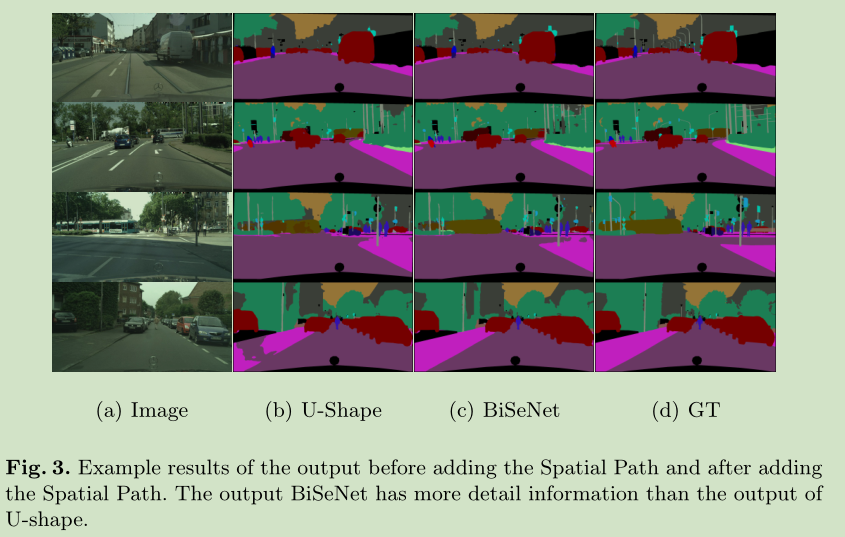 (a) Image (b) U-Shape (c) BiSeNet (d) GT
Fig. 3. Example results of the output before adding the Spatial Path and after adding
the Spatial Path. The output BiSeNet has more detail information than the output of
U-shape.